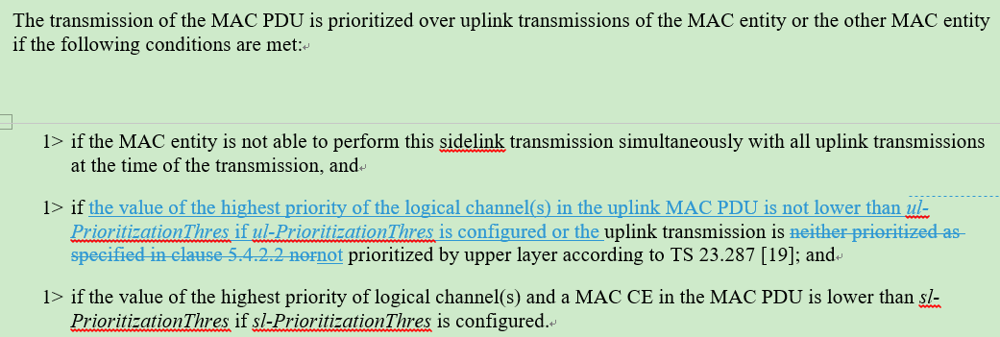 The transmission of the MAC PDU is prioritized over uplink transmissions of the MAC entity or the other MAC entity
if the following conditions are met:
1> if the MAC entity is not able to perform this sidelink transmission simultaneously with all uplink transmissions
at the time of the transmission, and
1> if the value of the highest priority of the logical channel(s) in the uplink MAC PDU is not lower than ul-
PrioritizationThres if ul-PrioritizationThres is configured or the uplink transmission is neither prioritized as
specified in clause 5.4.2.2 nornot prioritized by upper layer according to TS 23.287 [19]; and
1> if the value of the highest priority of logical channel(s) and a MAC CE in the MAC PDU is lower than sl-
PrioritizationThres if sl-PrioritizationThres is configured.